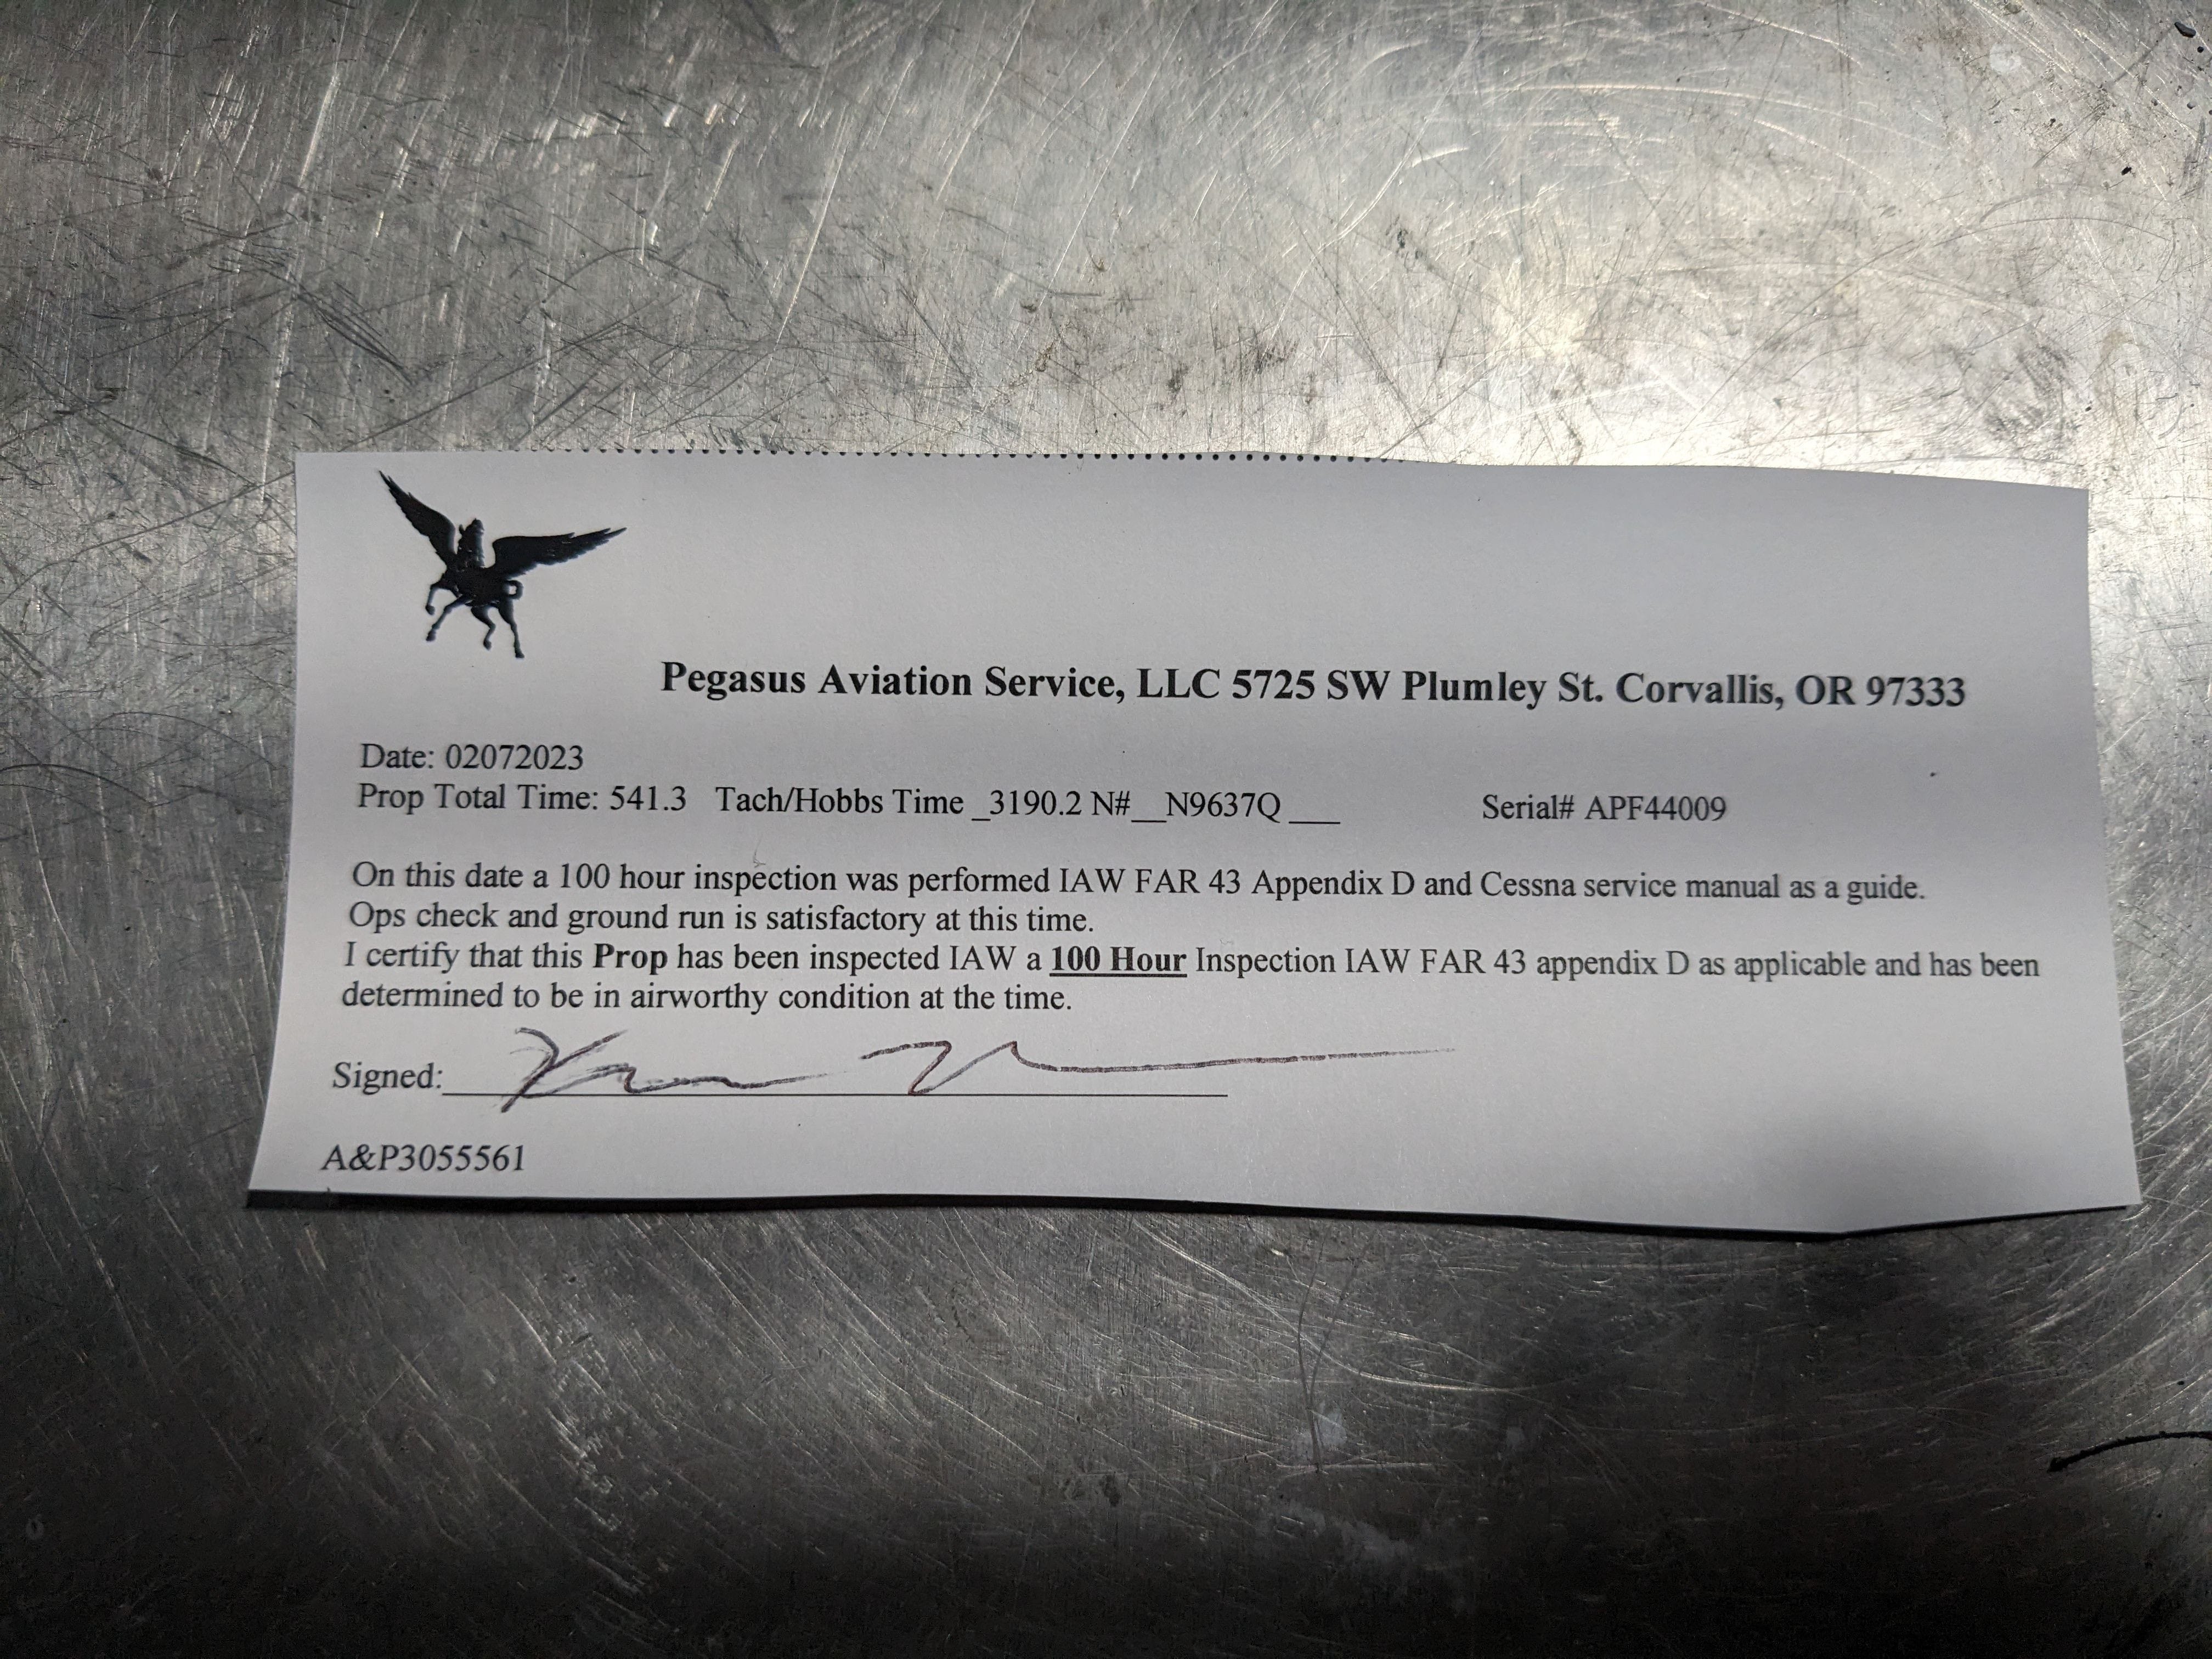 Pegasus Aviation Service, LLC 5725 SW Plumley St. Corvallis, OR 97333
Date: 02072023
Prop Total Time: 541.3 Tach/Hobbs Time _3190.2 N#__N9637Q ___ Serial# APF44009
On this date a 100 hour inspection was performed IAW FAR 43 Appendix D and Cessna service manual as a guide.
Ops check and ground run is satisfactory at this time.
I certify that this Prop has been inspected IAW a 100 Hour Inspection IAW FAR 43 appendix D as applicable and has been
determined to be in airworthy condition at the time.
Signed:
A&P3055561